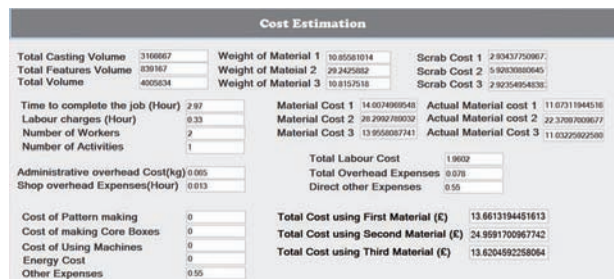 Cost Estimation
Total Casting Volume 3166667 Weight of Material 1 10.85581014 Scrab Cost 1 2.934377509677
Total Features Volume 839167 Weight of Mateial 2 29.2425882 Scrab Cost 2 5.92830880645
Total Volume 4005834 Weight of Material 3 10.8157518 Scrab Cost 3 2.92354954838
Time to complete the job (Hour) 2.97 Material Cost 1 14.0074969548 Actual Material cost 1 11.07311944516
Labour charges (Hour) 0.33 Material Cost 2 28.2992789032 Actual Material cost 2 22.37097009677
Number of Workers 2 Material Cost 3 13.9558087741 Actual Material Cost 3 11.03225922580
Number of Activities 1
Total Labour Cost 1.9602
Administrative overhead Cost(kg) 0.065 Total Overhead Expenses 0.078
Shop overhead Expenses(Hour) 0.013 Direct other Expenses 0.55
Cost of Pattern making 0 Total Cost using First Material (£) 13.6613194451613
Cost of making Core Boxes 0 Total Cost using Second Material (£) 24.9591700967742
Cost of Using Machines 0 Total Cost using Third Material (£) 13.6204592258064
Energy Cost 0
Other Expenses 0.55